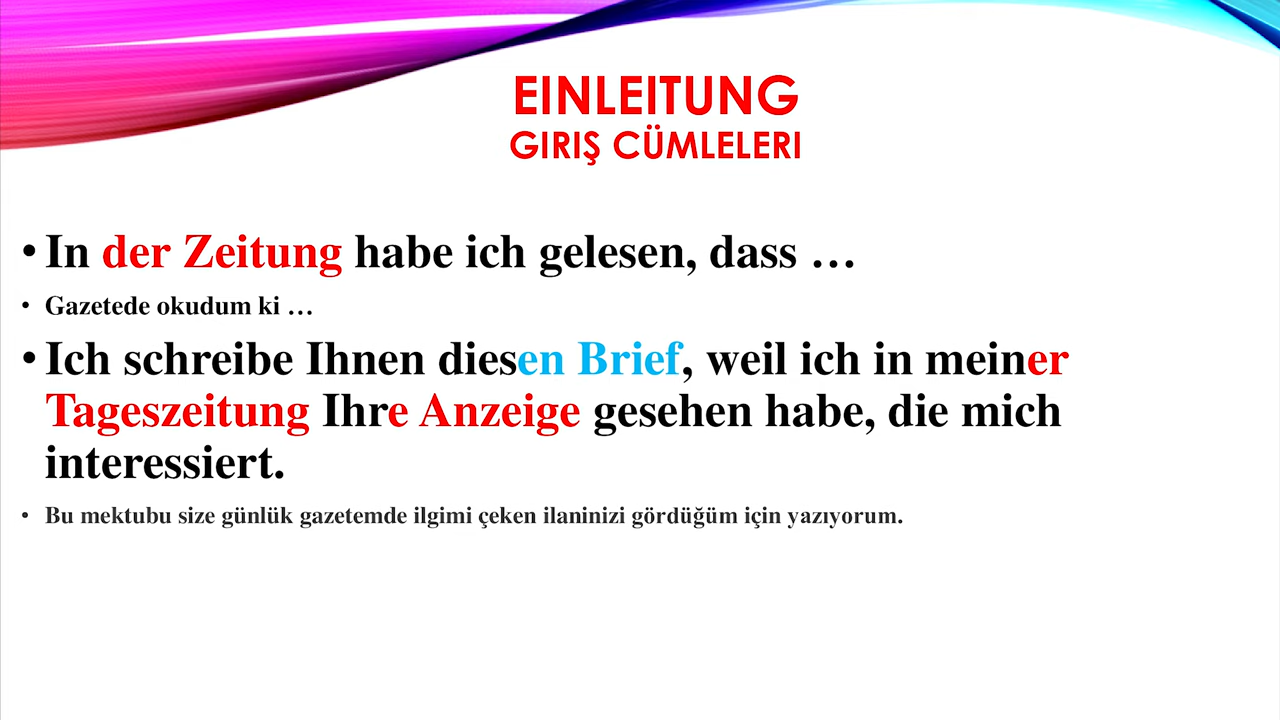 EINLEITUNG
GIRIŞ CÜMLELERI
• In der Zeitung habe ich gelesen, dass …
• Gazetede okudum ki …
• Ich schreibe Ihnen diesen Brief, weil ich in meiner
Tageszeitung Ihre Anzeige gesehen habe, die mich
interessiert.
• Bu mektubu size günlük gazetemde ilgimi çeken ilaninizi gördüğüm için yazıyorum.